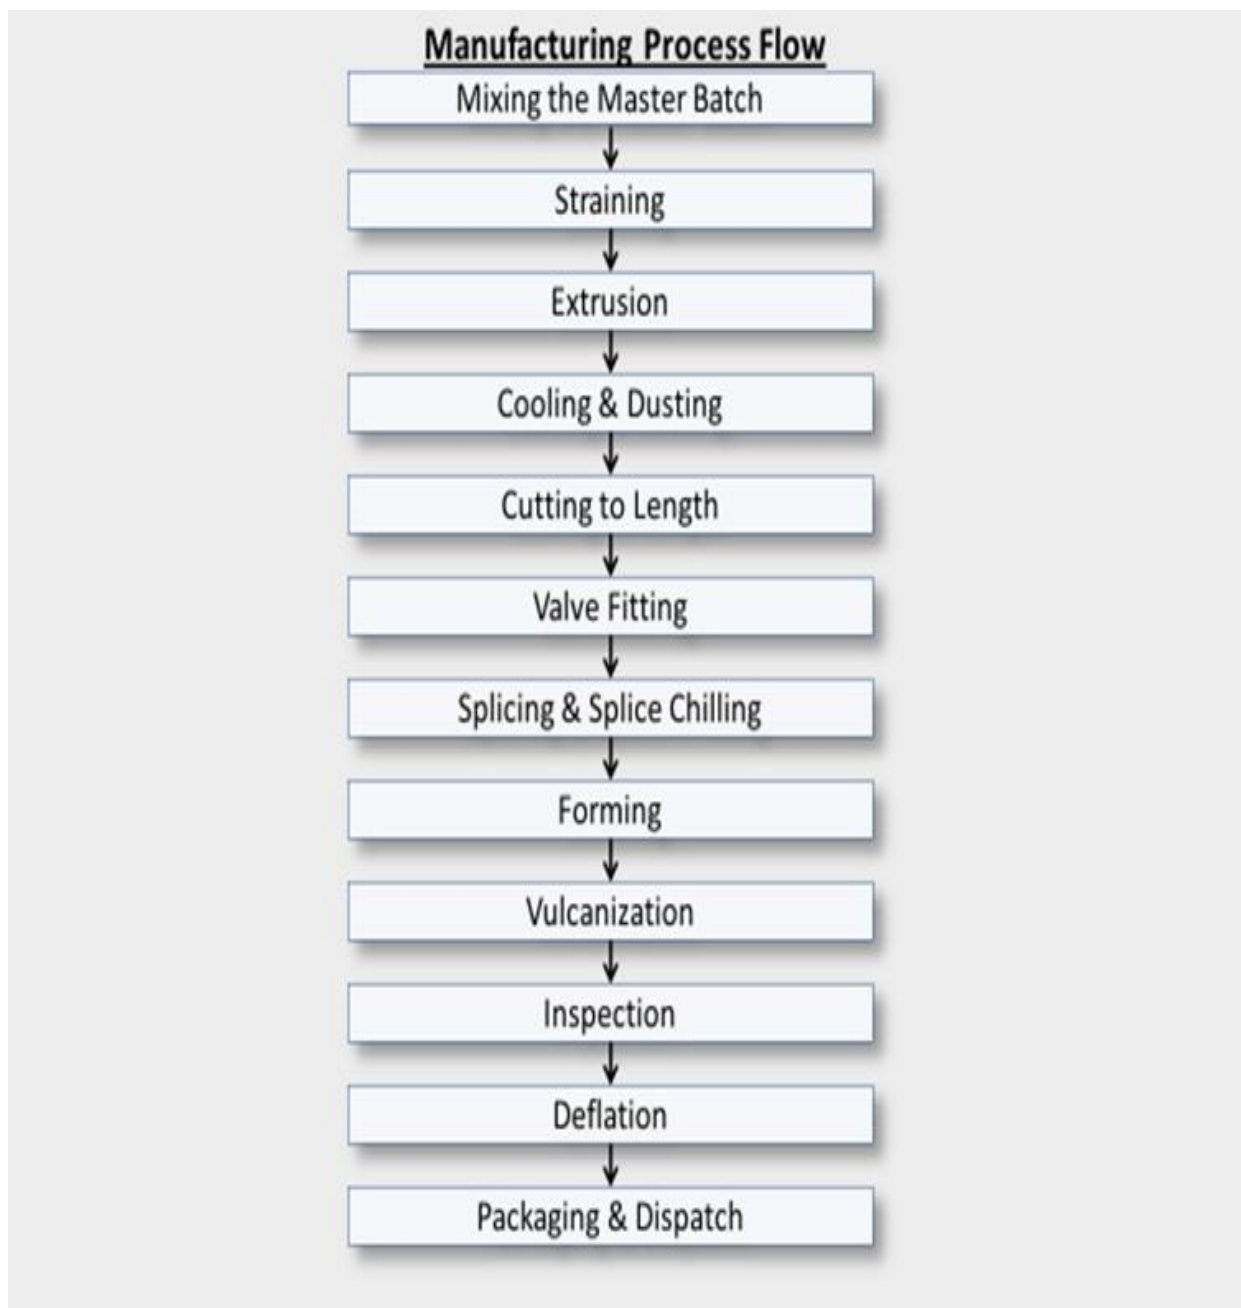 Manufacturing Process Flow
Mixing the Master Batch
Straining
Extrusion
Cooling & Dusting
Cutting to Length
Valve Fitting
Splicing & Splice Chilling
Forming
Vulcanization
Inspection
Deflation
Packaging & Dispatch